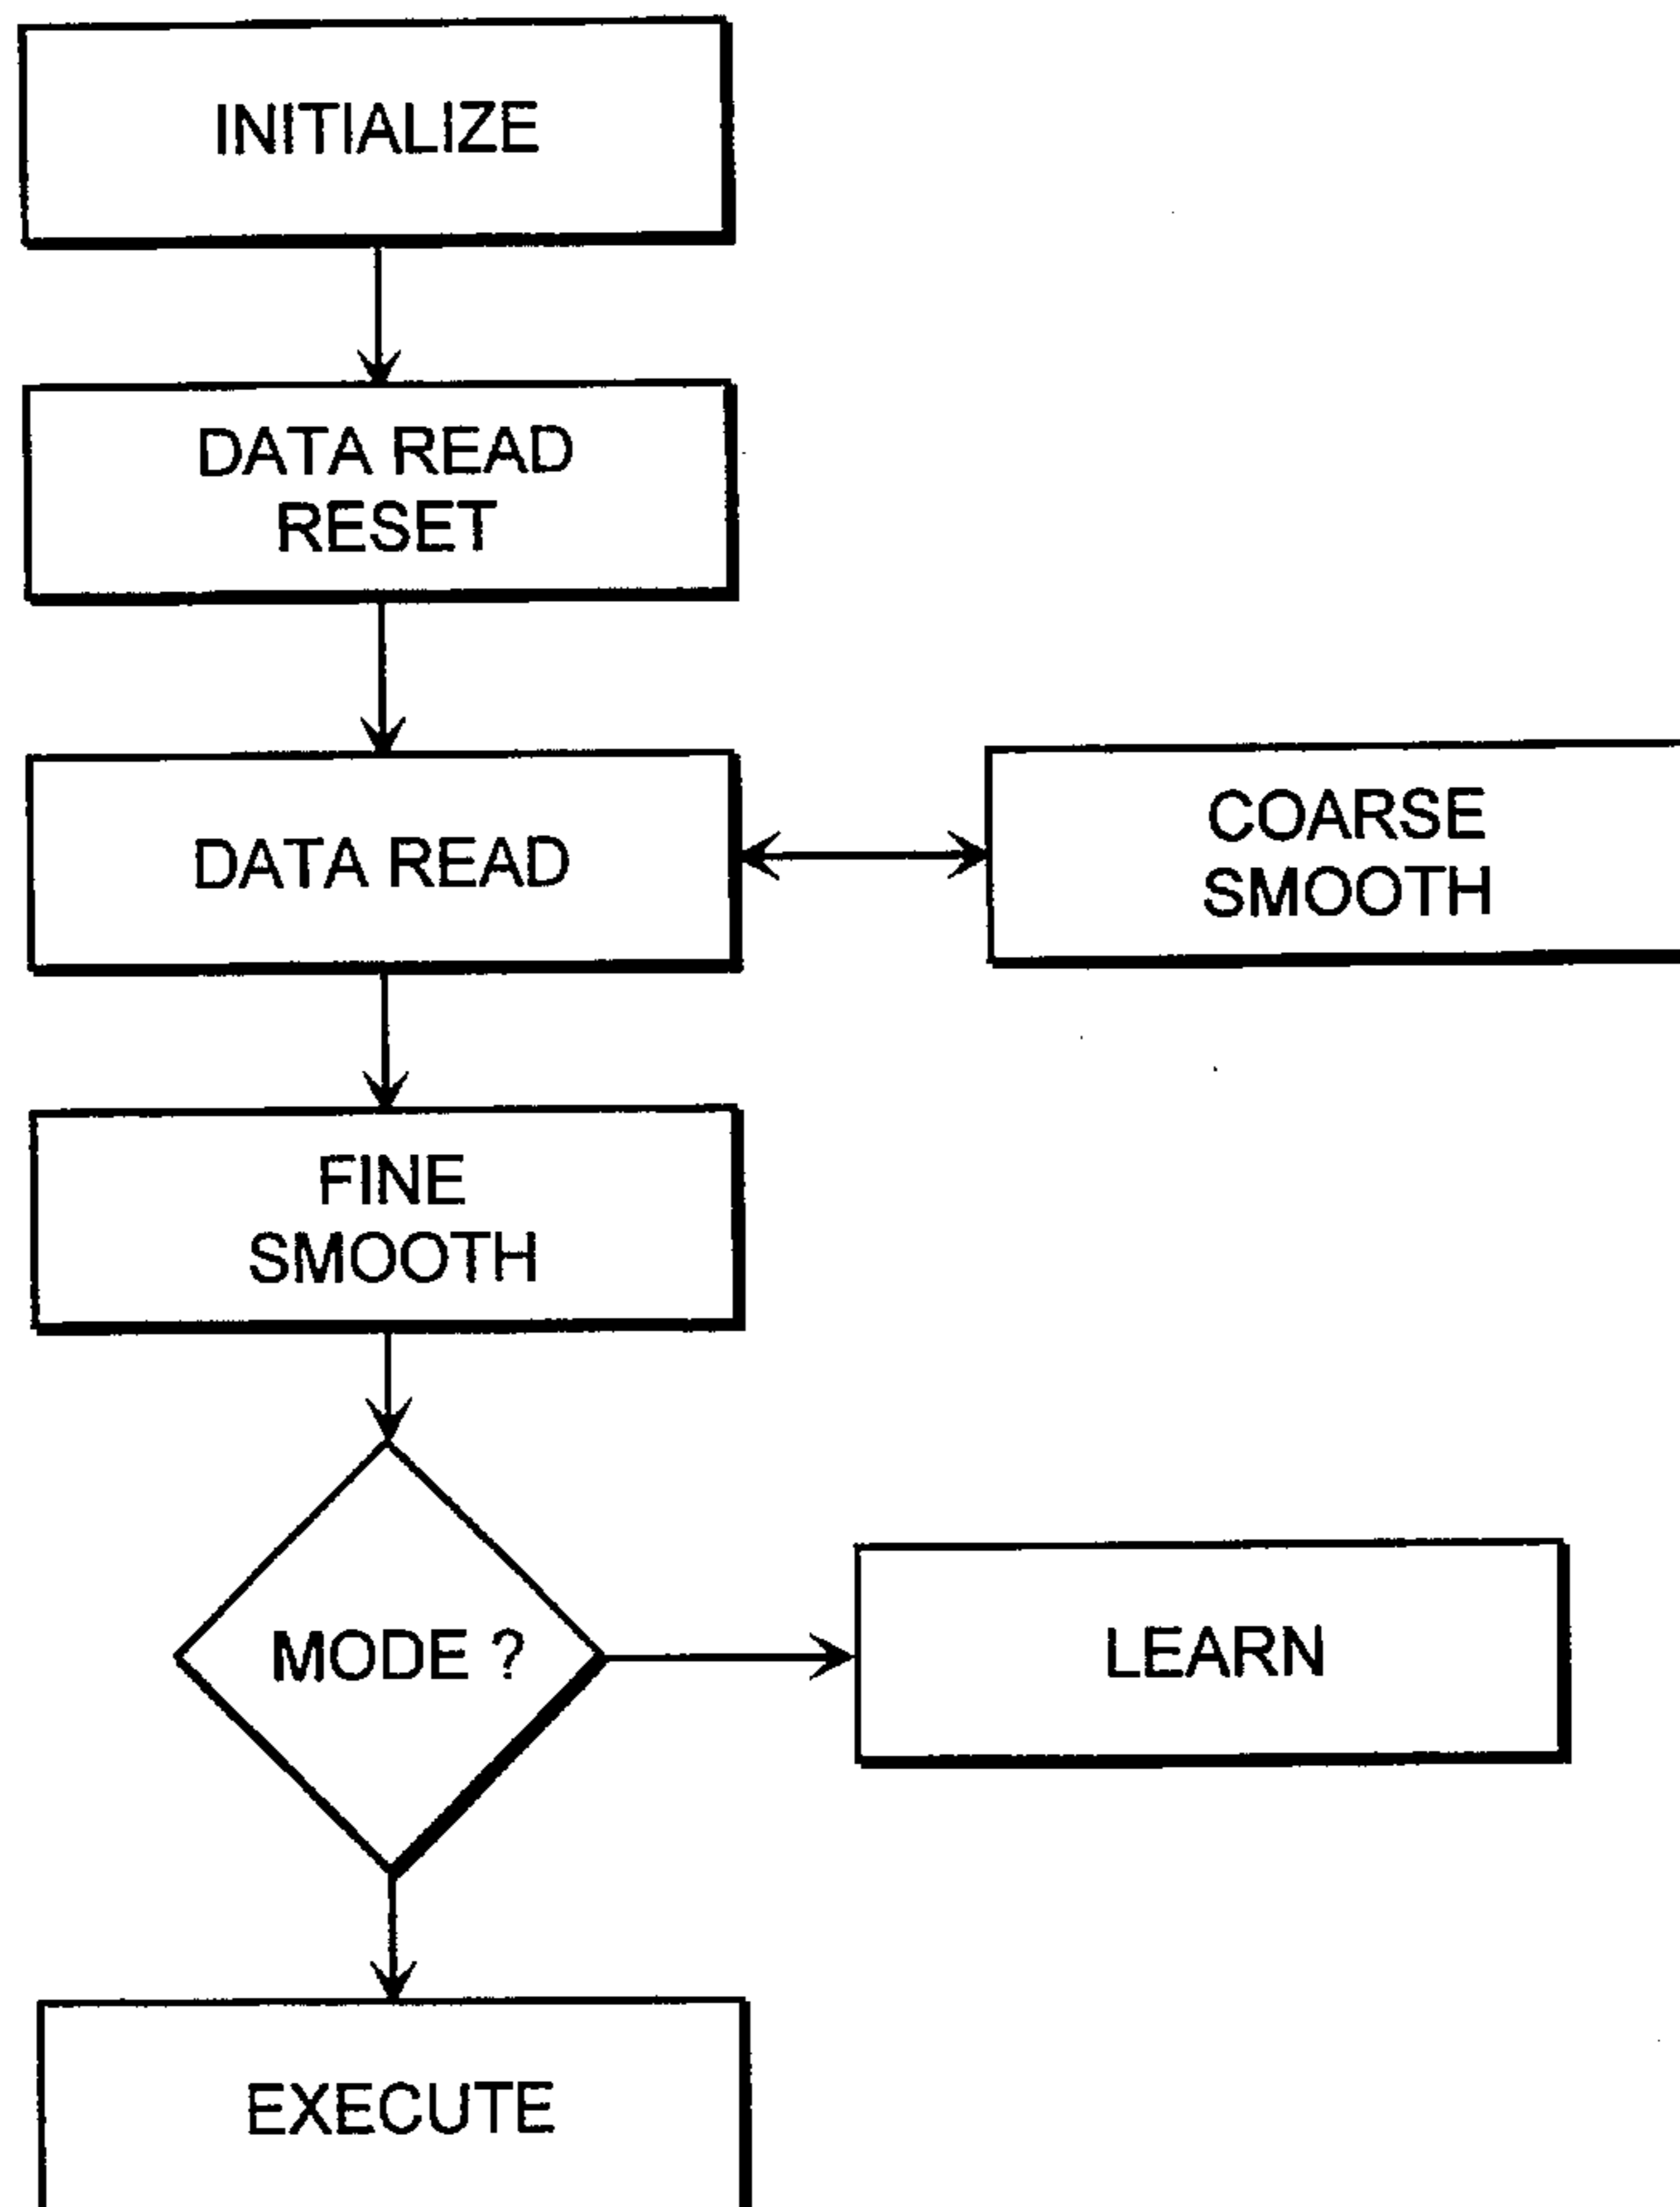 INITIALIZE
DATA READ
RESET
DATA READ
COARSE
SMOOTH
FINE
SMOOTH
MODE ?
LEARN
EXECUTE